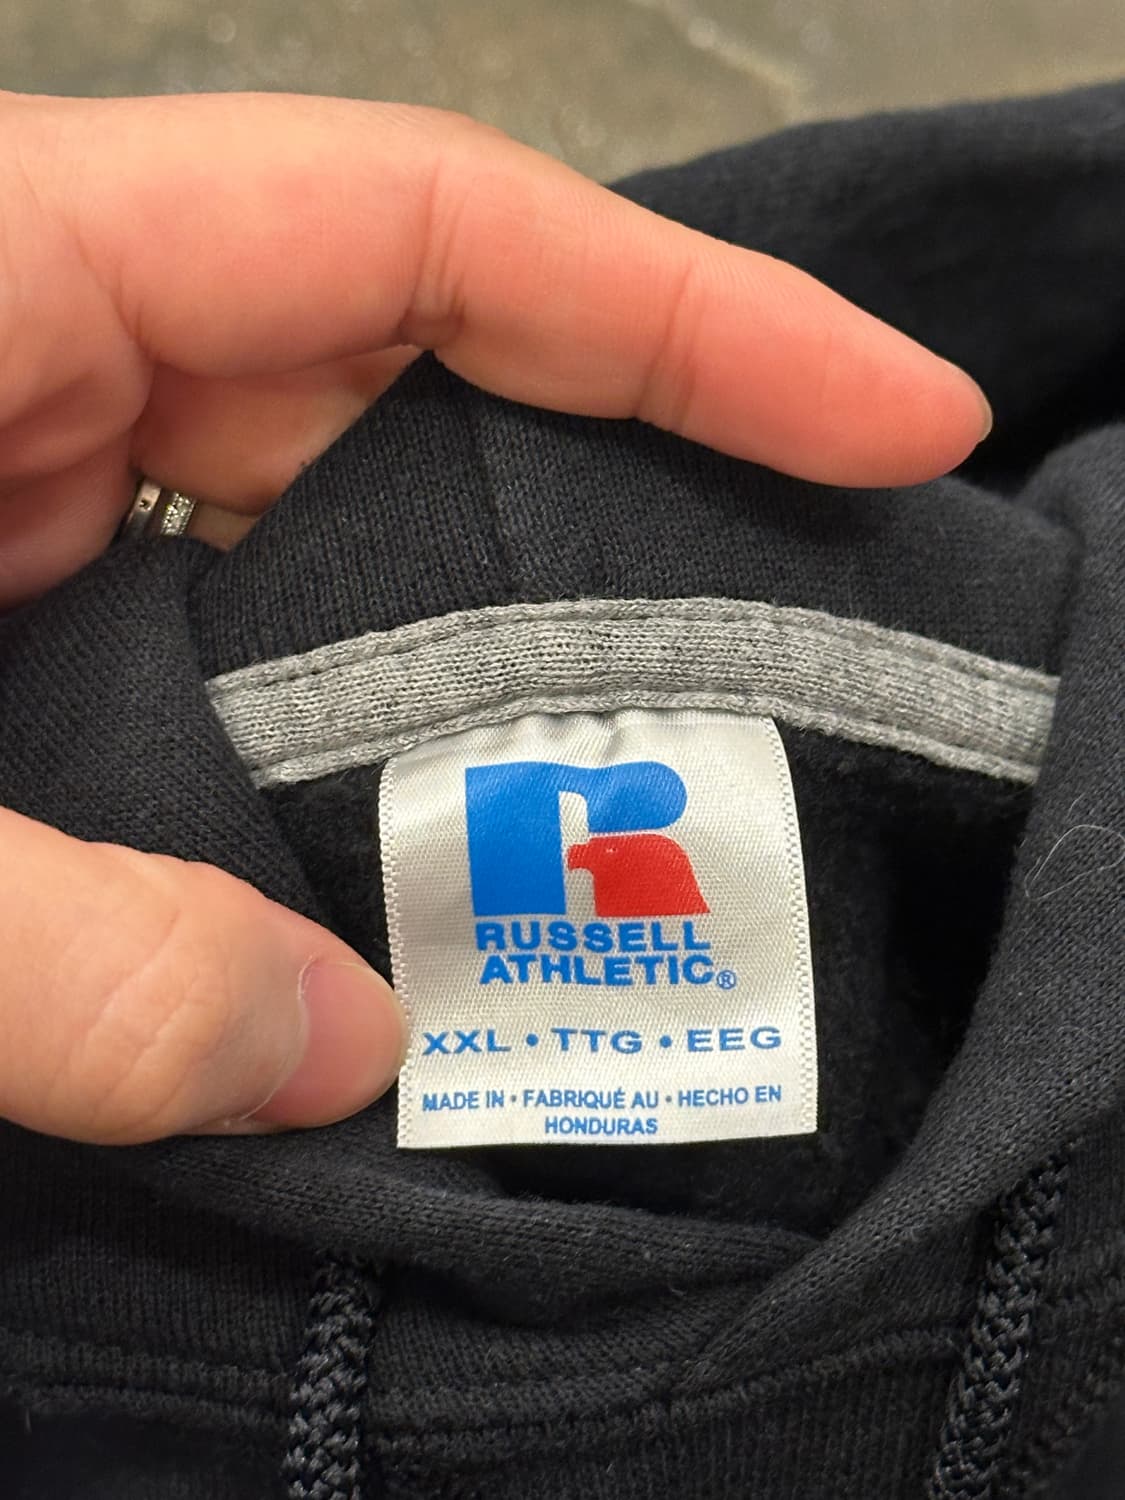 RUSSELL
ATHLETIC®
XXL • TTG • EEG
MADE IN • FABRIQUÉ AU • HECHO EN
HONDURAS